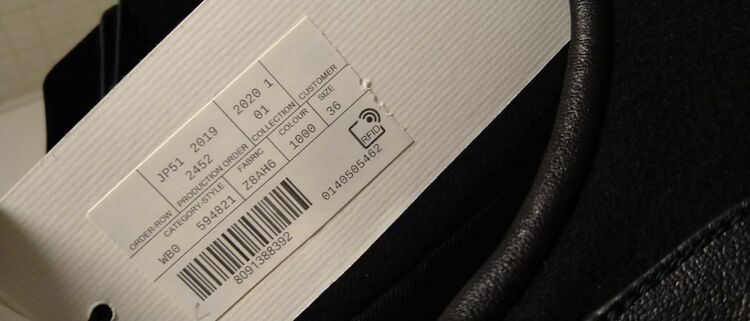 JP51 2019 2020 1
2452 01
ORDER-ROW PRODUCTION ORDER COLLECTION CUSTOMER
CATEGORY-STYLE FABRIC COLOUR SIZE
WB0 594821 Z8AH6 1000 36
RFID
8091388392 0140505462